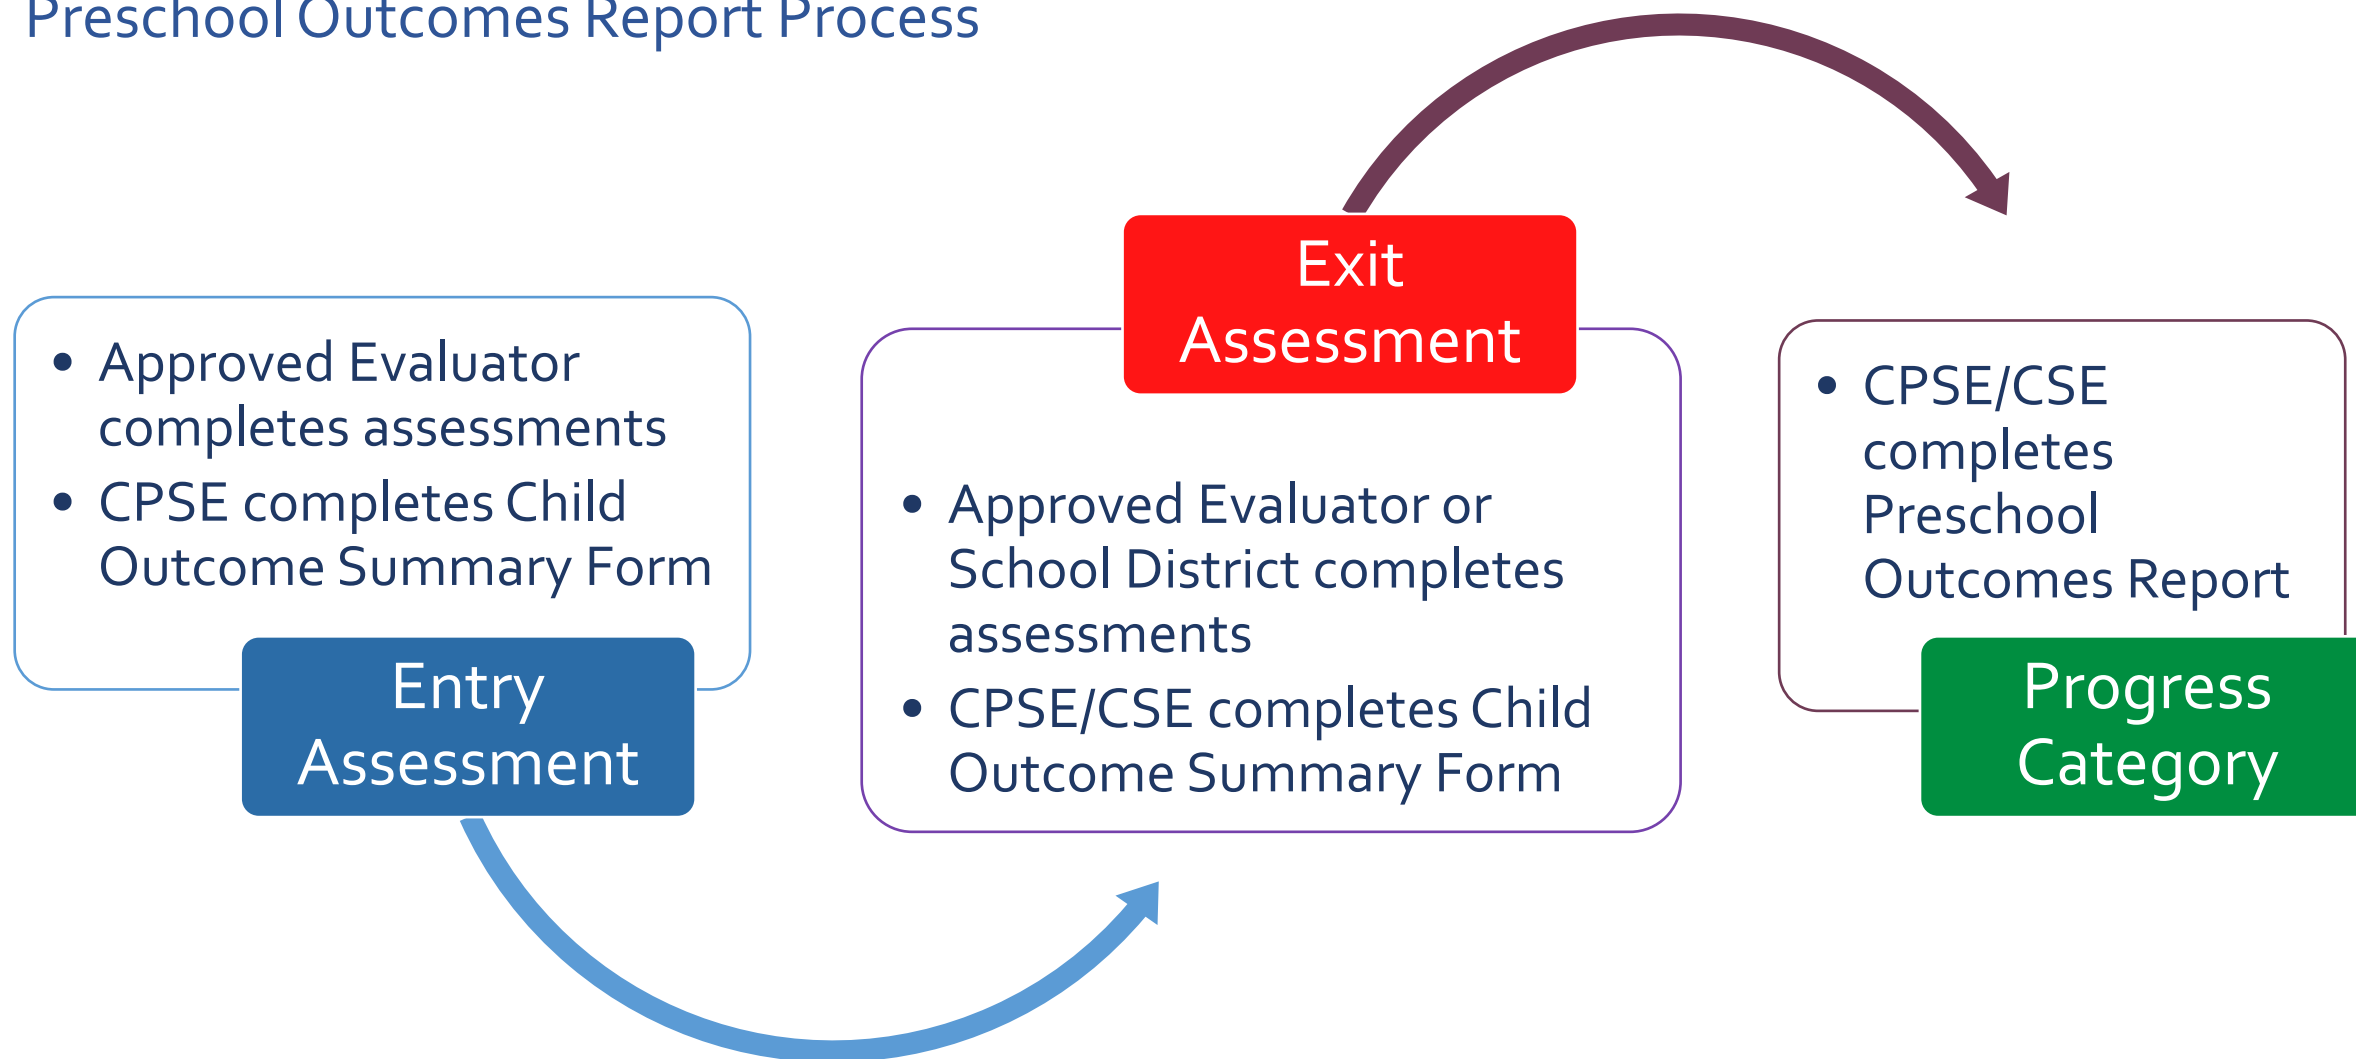 Preschool Outcomes Report Process
• Approved Evaluator
completes assessments
• CPSE completes Child
Outcome Summary Form
Entry
Assessment
Exit
Assessment
• Approved Evaluator or
School District completes
assessments
• CPSE/CSE completes Child
Outcome Summary Form
• CPSE/CSE
completes
Preschool
Outcomes Report
Progress
Category